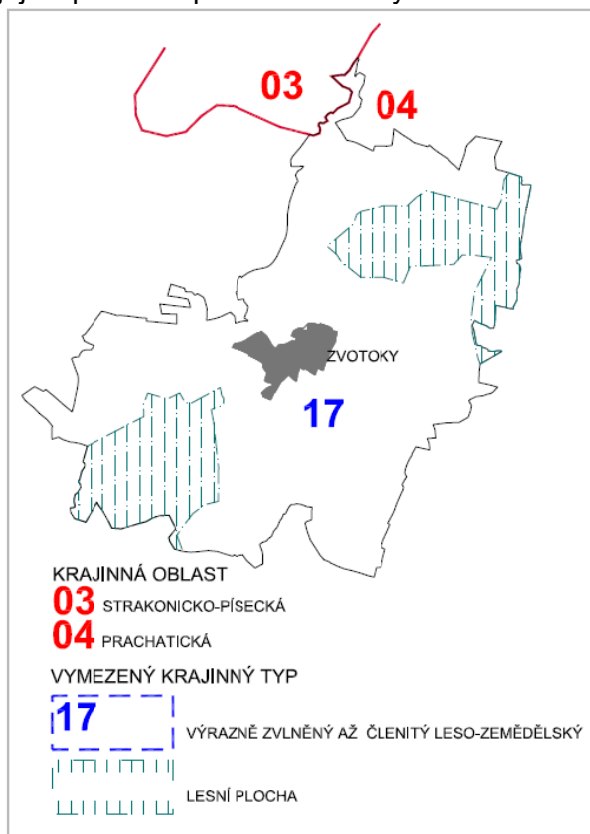 03
04
ZVOTOKY
17
KRAJINNÁ OBLAST
03 STRAKONICKO-PÍSECKÁ
04 PRACHATICKÁ
VYMEZENÝ KRAJINNÝ TYP
17 VÝRAZNĚ ZVLNĚNÝ AŽ ČLENITÝ LESO-ZEMĚDĚLSKÝ
LESNÍ PLOCHA